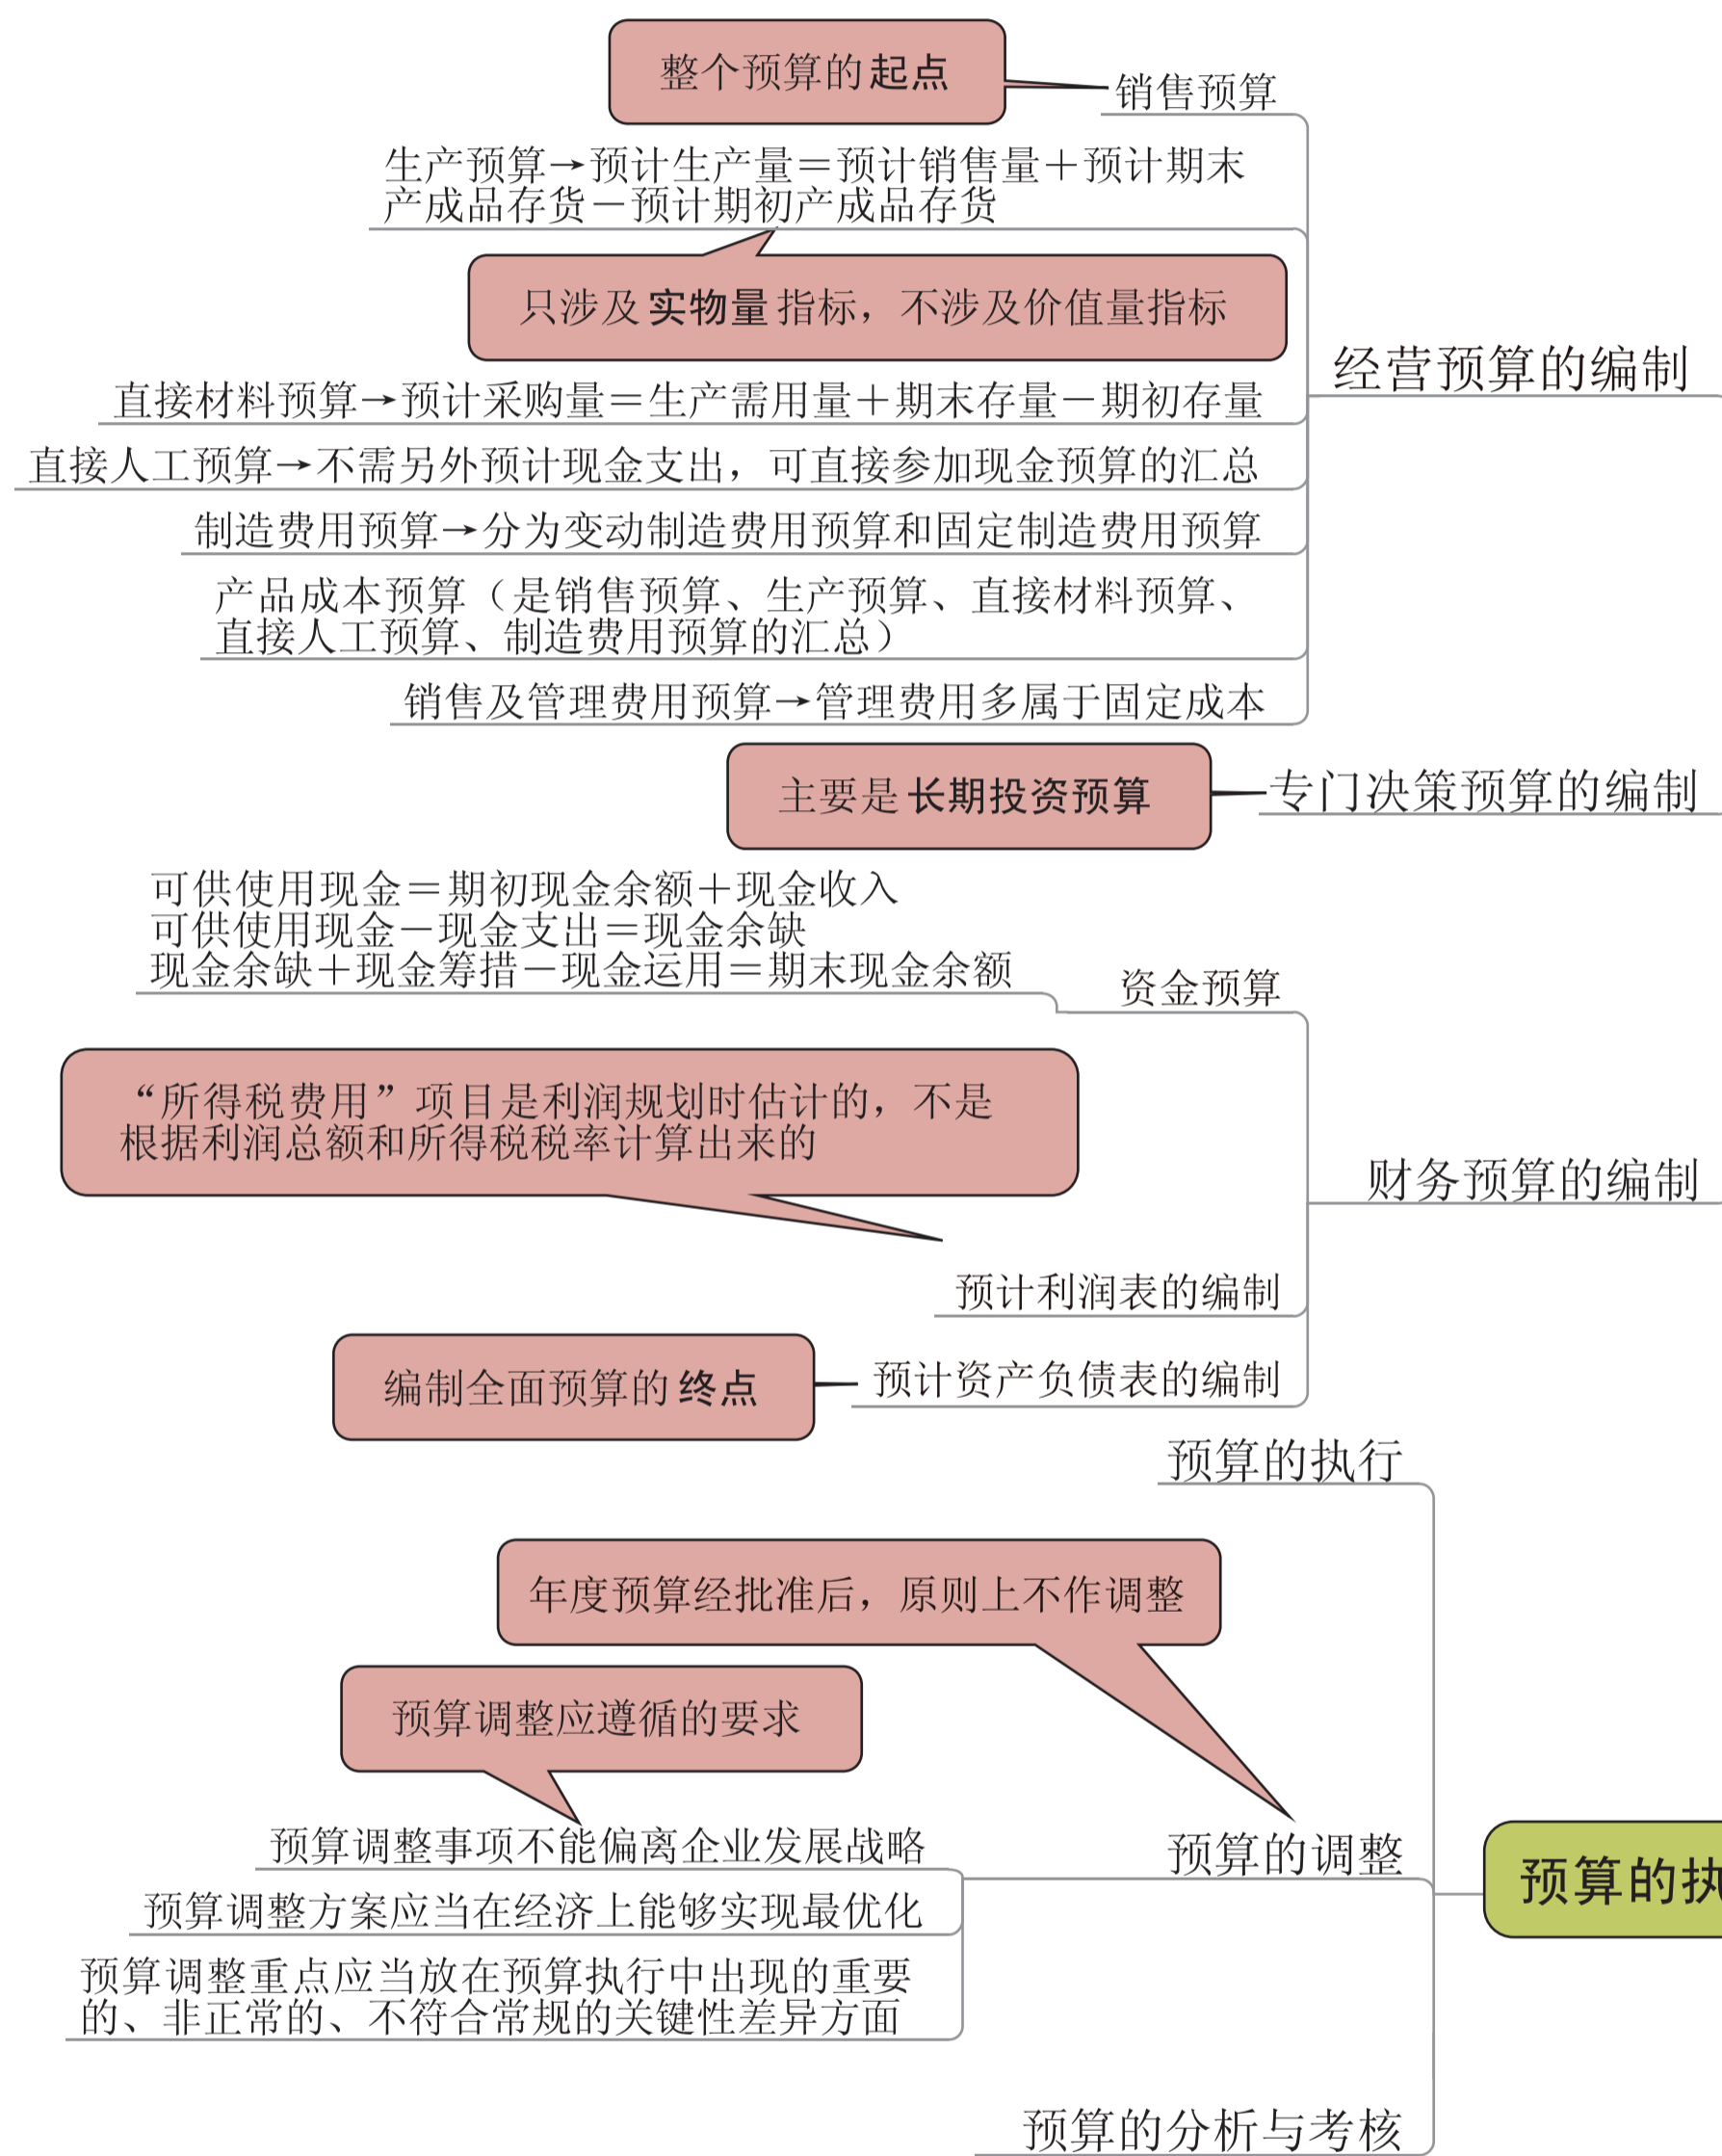 整个预算的起点
销售预算
生产预算→预计生产量＝预计销售量＋预计期末
产成品存货－预计期初产成品存货
只涉及实物量指标，不涉及价值量指标
经营预算的编制
直接材料预算→预计采购量＝生产需用量＋期末存量－期初存量
直接人工预算→不需另外预计现金支出，可直接参加现金预算的汇总
制造费用预算→分为变动制造费用预算和固定制造费用预算
产品成本预算（是销售预算、生产预算、直接材料预算、
直接人工预算、制造费用预算的汇总）
销售及管理费用预算→管理费用多属于固定成本
主要是长期投资预算
专门决策预算的编制
可供使用现金＝期初现金余额＋现金收入
可供使用现金－现金支出＝现金余缺
现金余缺＋现金筹措－现金运用＝期末现金余额
资金预算
“所得税费用”项目是利润规划时估计的，不是
根据利润总额和所得税税率计算出来的
财务预算的编制
预计利润表的编制
编制全面预算的终点
预计资产负债表的编制
预算的执行
年度预算经批准后，原则上不作调整
预算调整应遵循的要求
预算调整事项不能偏离企业发展战略
预算的调整
预算的执
预算调整方案应当在经济上能够实现最优化
预算调整重点应当放在预算执行中出现的重要
的、非正常的、不符合常规的关键性差异方面
预算的分析与考核